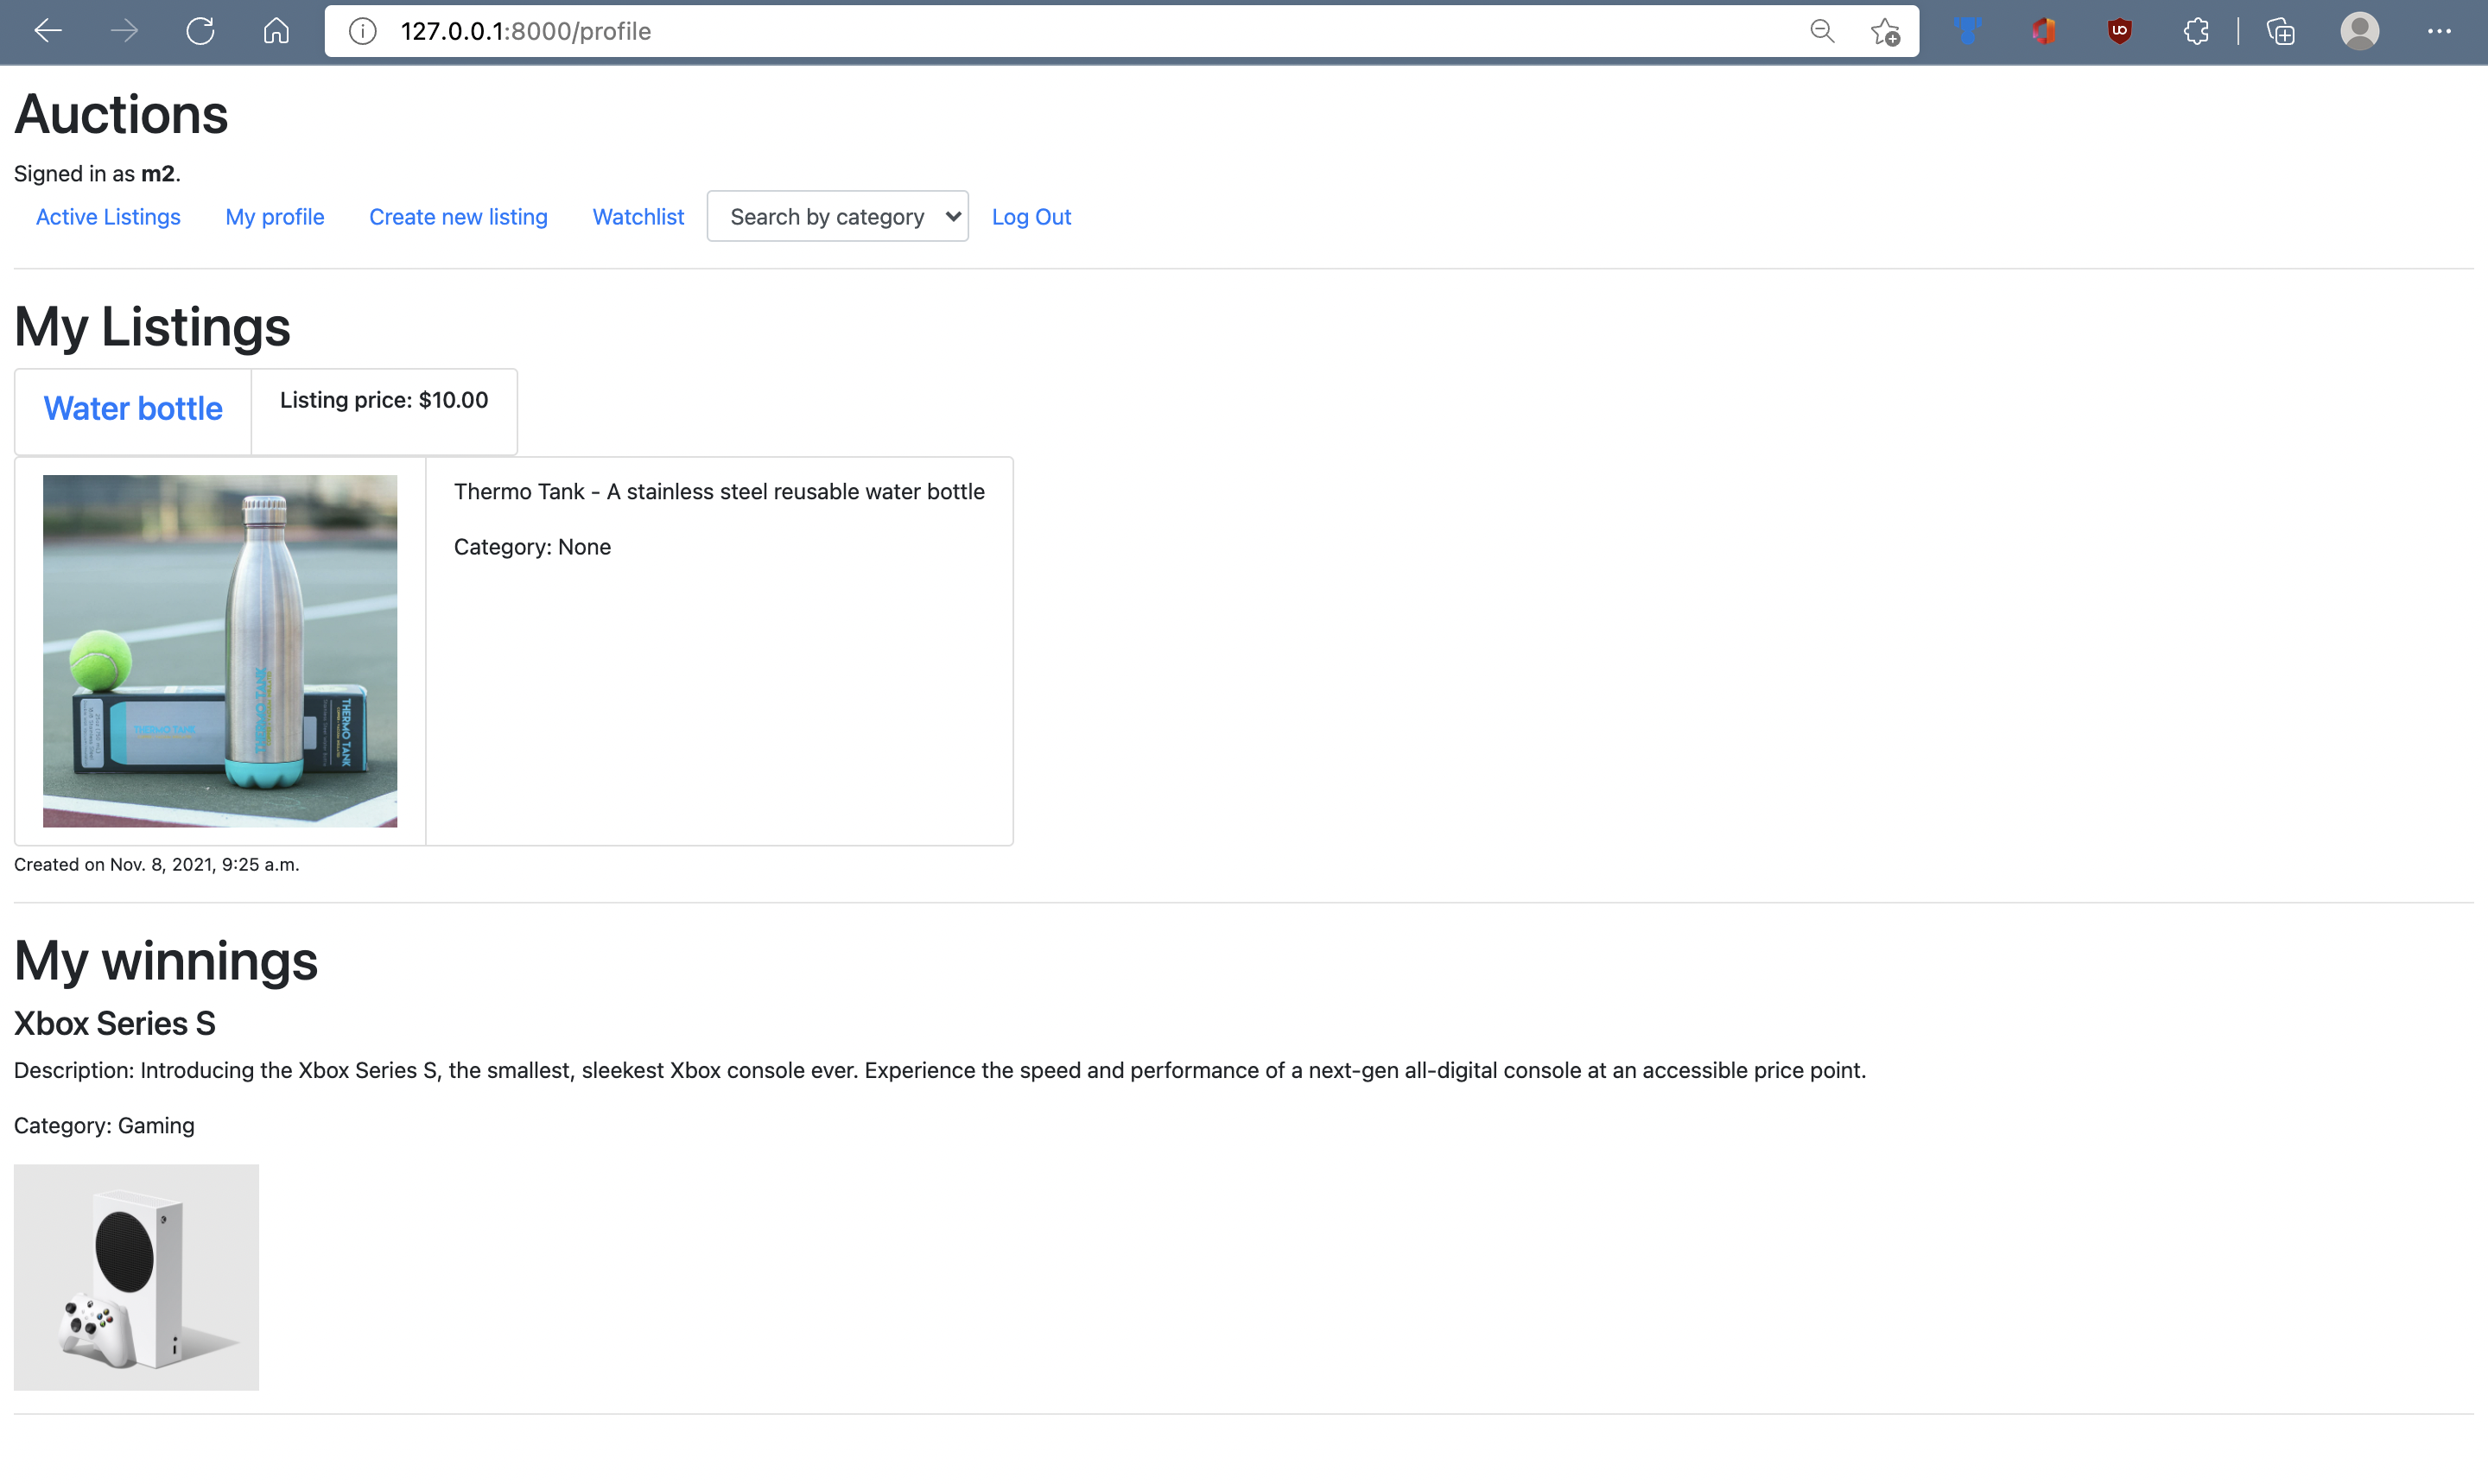 127.0.0.1:8000/profile
Auctions
Signed in as m2.
Active Listings My profile Create new listing Watchlist Search by category Log Out
My Listings
Water bottle Listing price: $10.00
Thermo Tank - A stainless steel reusable water bottle
Category: None
THERMO TANK
THERMO TANK
THERMO TANK
Created on Nov. 8, 2021, 9:25 a.m.
My winnings
Xbox Series S
Description: Introducing the Xbox Series S, the smallest, sleekest Xbox console ever. Experience the speed and performance of a next-gen all-digital console at an accessible price point.
Category: Gaming